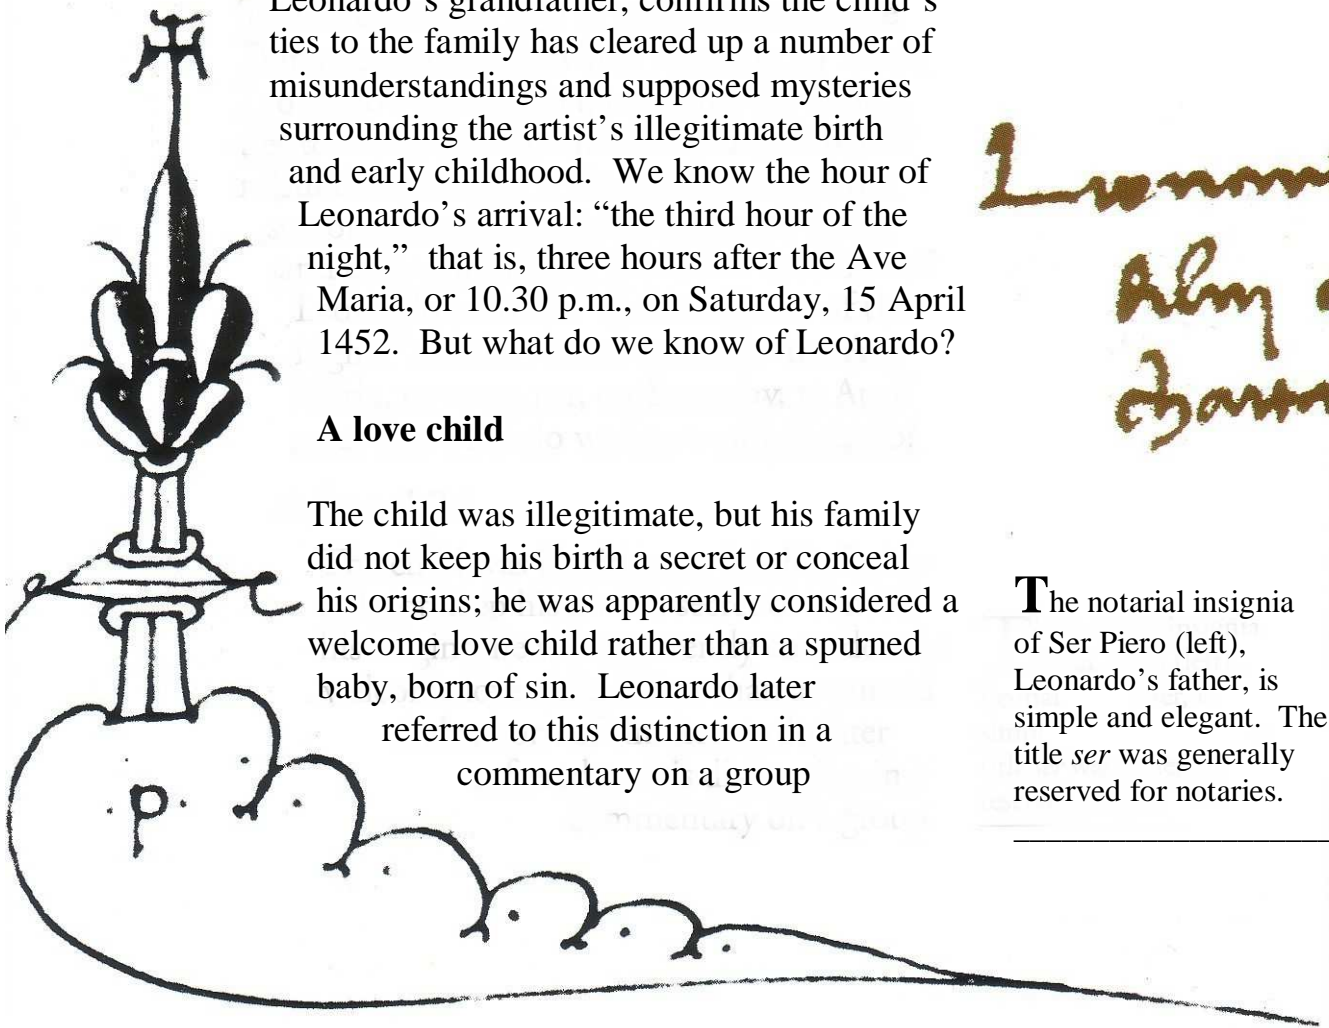 Leonardo’s grandfather, confirms the child’s
ties to the family has cleared up a number of
misunderstandings and supposed mysteries
surrounding the artist’s illegitimate birth
and early childhood. We know the hour of
Leonardo’s arrival: “the third hour of the
night,” that is, three hours after the Ave
Maria, or 10.30 p.m., on Saturday, 15 April
1452. But what do we know of Leonardo?
A love child
The child was illegitimate, but his family
did not keep his birth a secret or conceal
his origins; he was apparently considered a
welcome love child rather than a spurned
baby, born of sin. Leonardo later
referred to this distinction in a
commentary on a group
The notarial insignia
of Ser Piero (left),
Leonardo’s father, is
simple and elegant. The
title ser was generally
reserved for notaries.
P